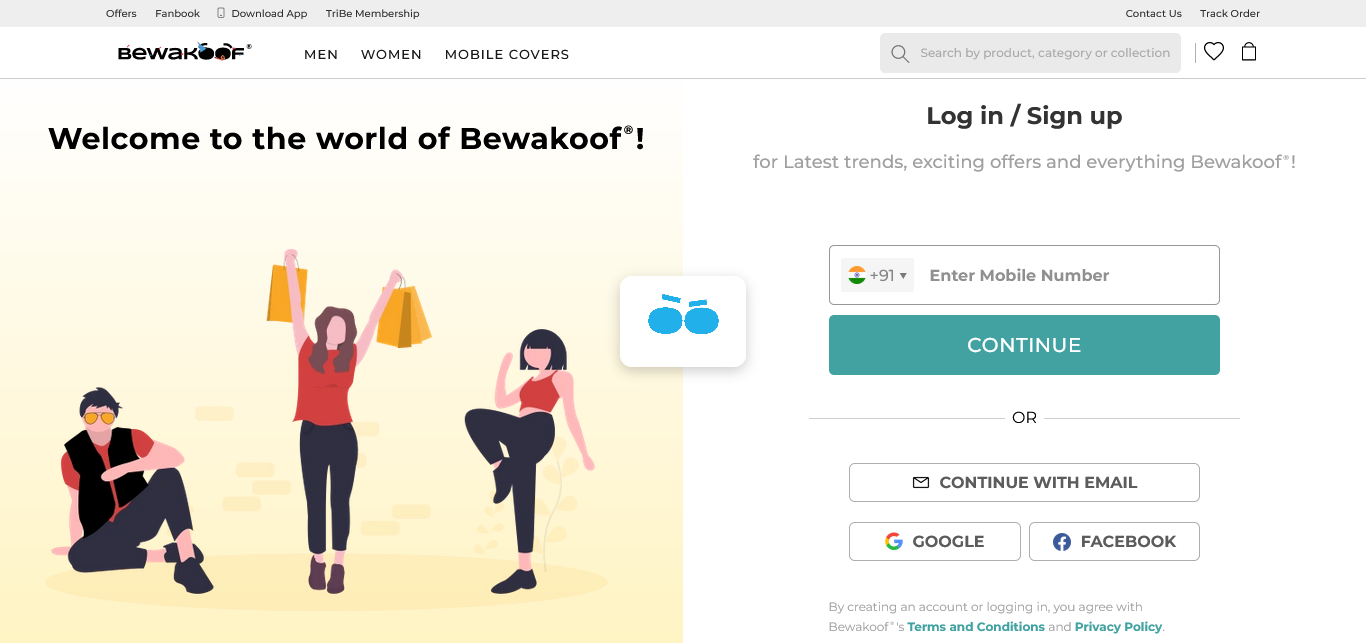 Offers Fanbook Download App TriBe Membership Contact Us Track Order
BEWAKOOF® MEN WOMEN MOBILE COVERS Search by product, category or collection
Welcome to the world of Bewakoof®!
Log in / Sign up
for Latest trends, exciting offers and everything Bewakoof®!
+91 ▾ Enter Mobile Number
CONTINUE
OR
CONTINUE WITH EMAIL
GOOGLE FACEBOOK
By creating an account or logging in, you agree with
Bewakoof®'s Terms and Conditions and Privacy Policy.